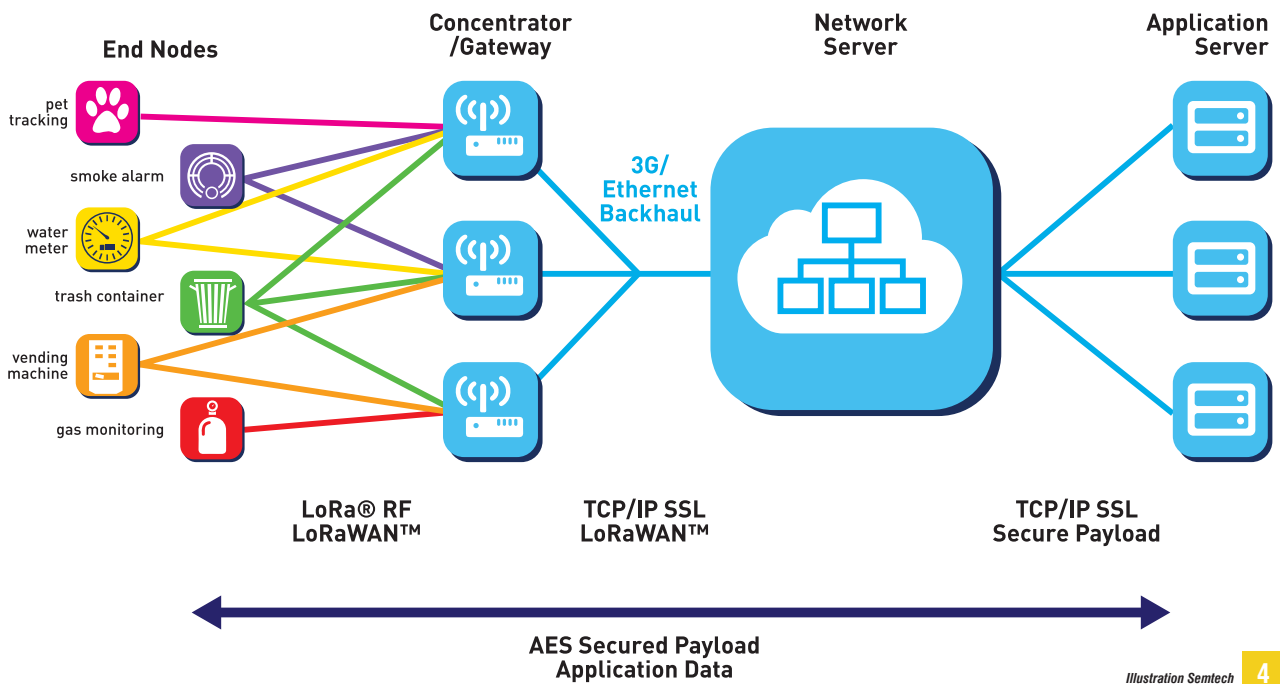 End Nodes
Concentrator
/Gateway
Network
Server
Application
Server
pet
tracking
smoke alarm
water
meter
trash container
vending
machine
gas monitoring
3G/
Ethernet
Backhaul
LoRa® RF
LoRaWAN™
TCP/IP SSL
LoRaWAN™
TCP/IP SSL
Secure Payload
AES Secured Payload
Application Data
Illustration Semtech
4